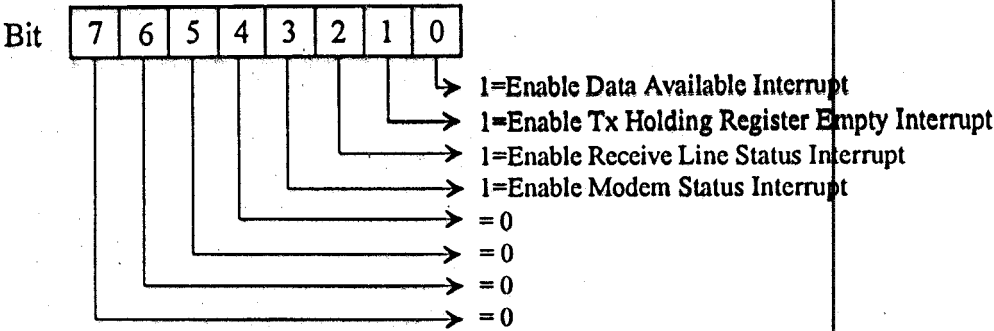 Bit 7 6 5 4 3 2 1 0
1=Enable Data Available Interrupt
1=Enable Tx Holding Register Empty Interrupt
1=Enable Receive Line Status Interrupt
1=Enable Modem Status Interrupt
= 0
= 0
= 0
= 0